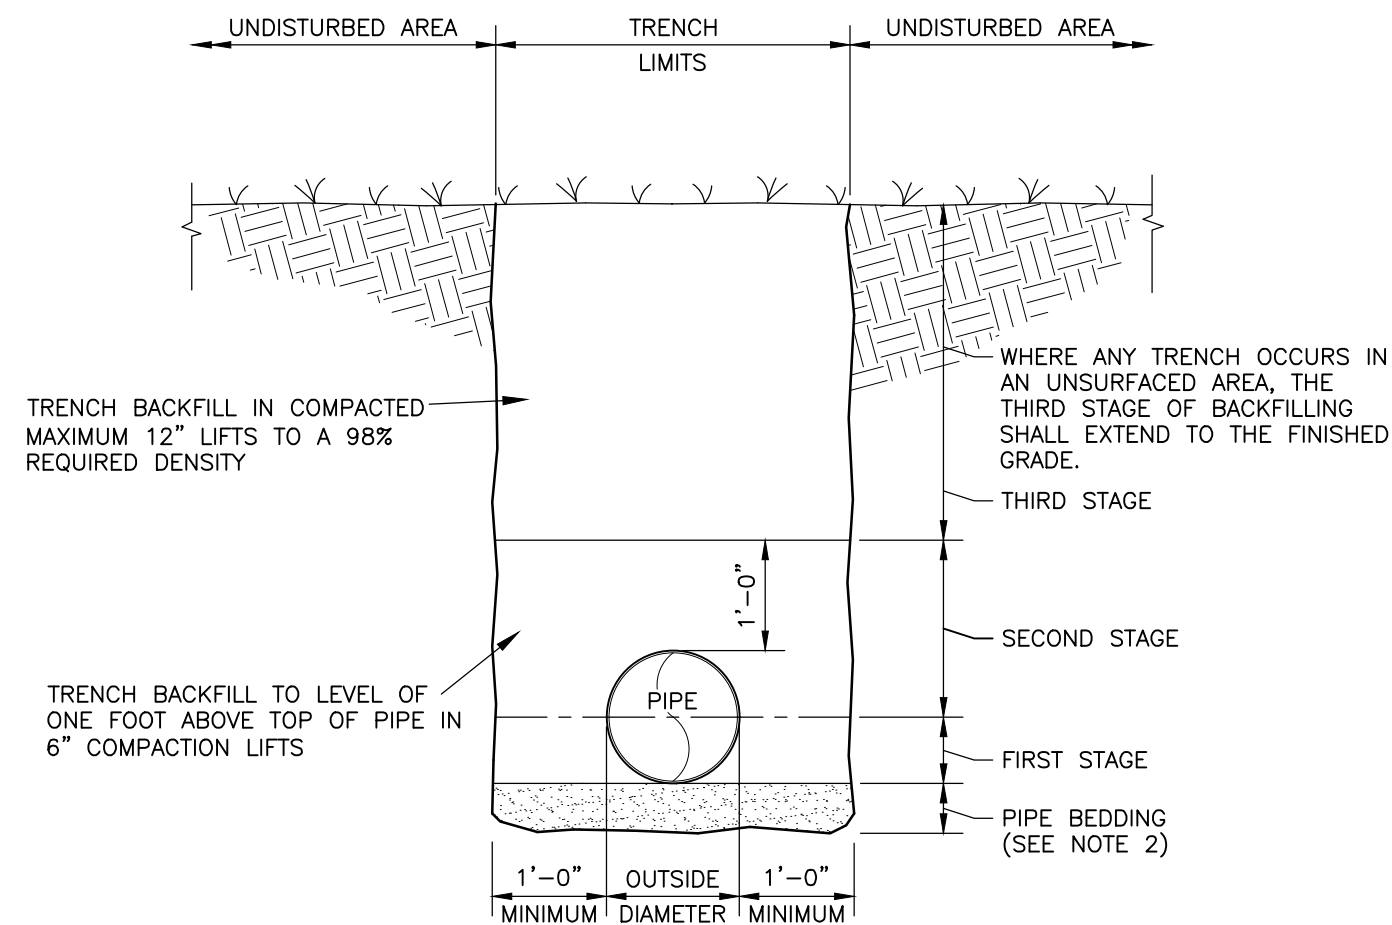 UNDISTURBED AREA
TRENCH
LIMITS
UNDISTURBED AREA
WHERE ANY TRENCH OCCURS IN
AN UNSURFACED AREA, THE
THIRD STAGE OF BACKFILLING
SHALL EXTEND TO THE FINISHED
GRADE.
TRENCH BACKFILL IN COMPACTED
MAXIMUM 12" LIFTS TO A 98%
REQUIRED DENSITY
THIRD STAGE
1'-0"
SECOND STAGE
TRENCH BACKFILL TO LEVEL OF
ONE FOOT ABOVE TOP OF PIPE IN
6" COMPACTION LIFTS
PIPE
FIRST STAGE
PIPE BEDDING
(SEE NOTE 2)
1'-0"
MINIMUM
OUTSIDE
DIAMETER
1'-0"
MINIMUM